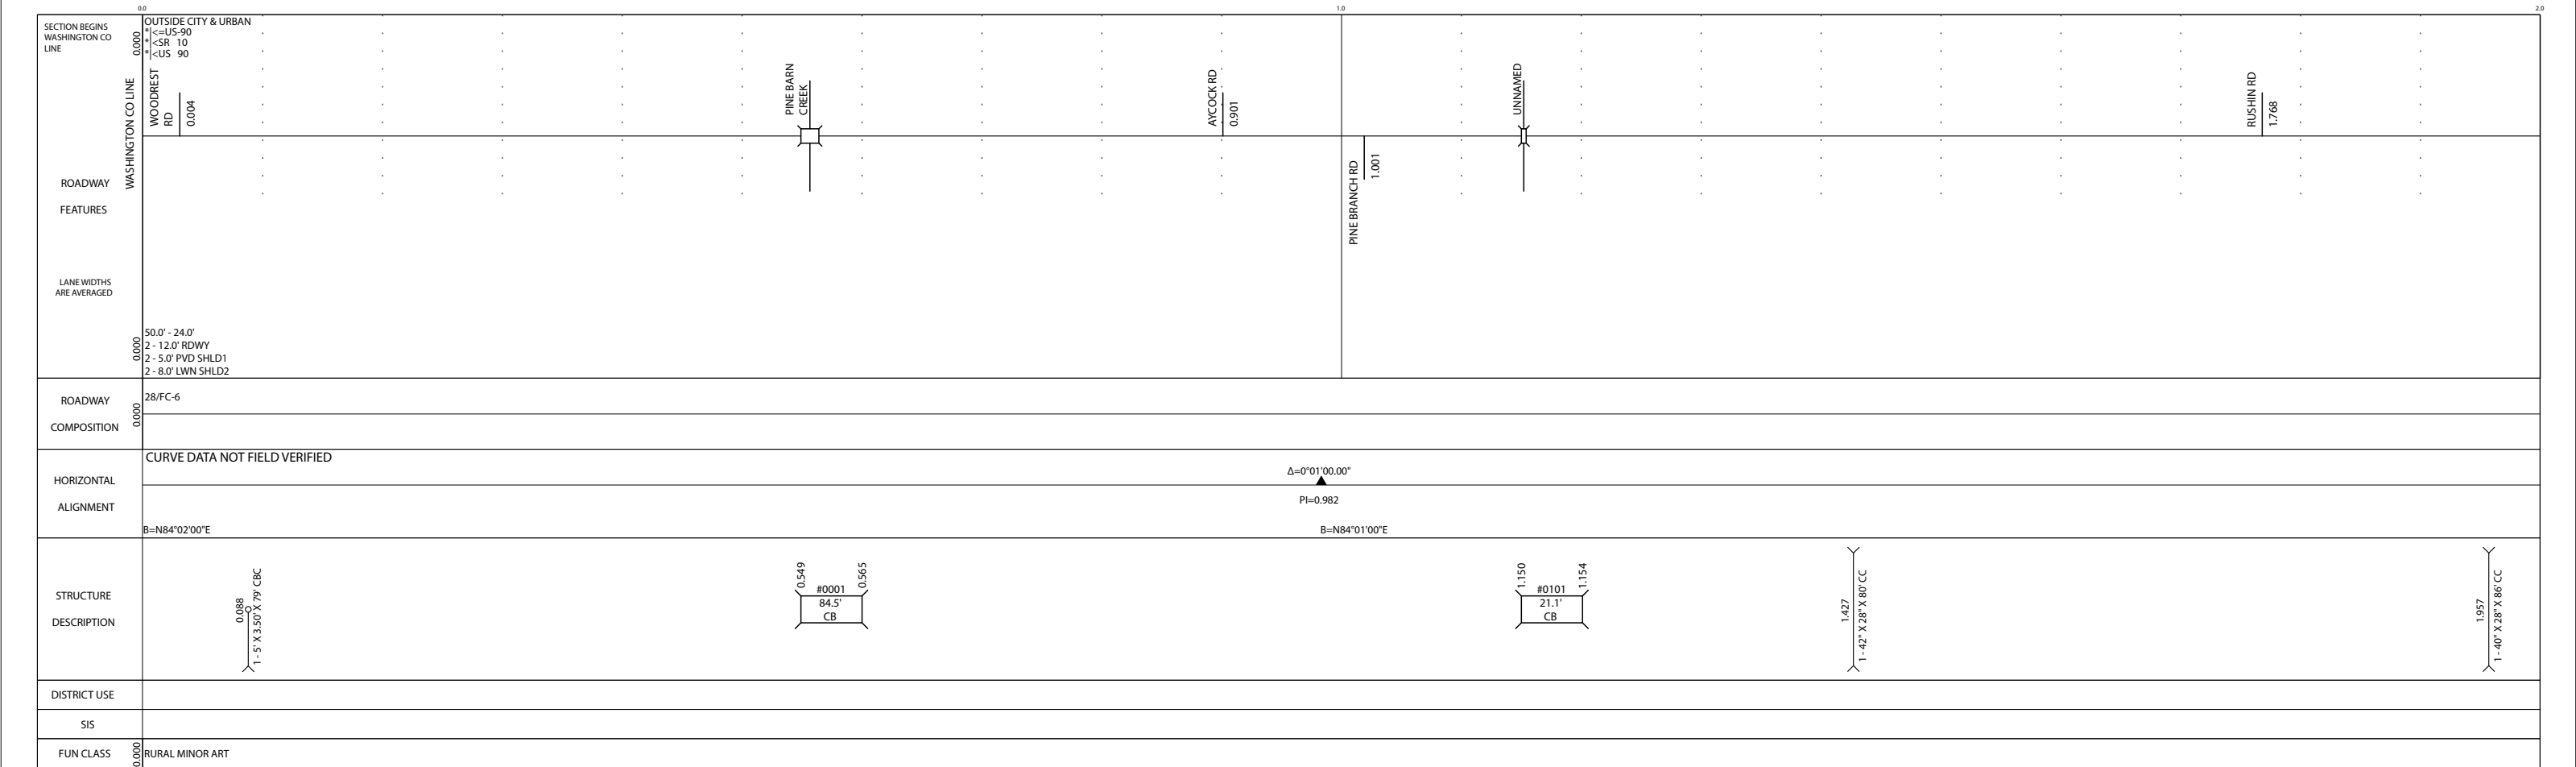 0.0
1.0
2.0
SECTION BEGINS
WASHINGTON CO
LINE
0.000
OUTSIDE CITY & URBAN
*|<=US-90
*|<SR 10
*|<US 90
WASHINGTON CO LINE
WOODREST
RD
0.004
PINE BARN
CREEK
AYCOCK RD
0.901
PINE BRANCH RD
1.001
UNNAMED
RUSHIN RD
1.768
ROADWAY
FEATURES
LANE WIDTHS
ARE AVERAGED
0.000
50.0' - 24.0'
2 - 12.0' RDWY
2 - 5.0' PVD SHLD1
2 - 8.0' LWN SHLD2
ROADWAY
COMPOSITION
0.000
28/FC-6
HORIZONTAL
ALIGNMENT
CURVE DATA NOT FIELD VERIFIED
Δ=0°01'00.00"
PI=0.982
B=N84°02'00"E
B=N84°01'00"E
STRUCTURE
DESCRIPTION
0.088
1 - 5' X 3.50' X 79' CBC
0.549
#0001
0.565
84.5'
CB
1.150
#0101
1.154
21.1'
CB
1.427
1 - 42" X 28" X 80' CC
1.957
1 - 40" X 28" X 86' CC
DISTRICT USE
SIS
FUN CLASS
0.000
RURAL MINOR ART